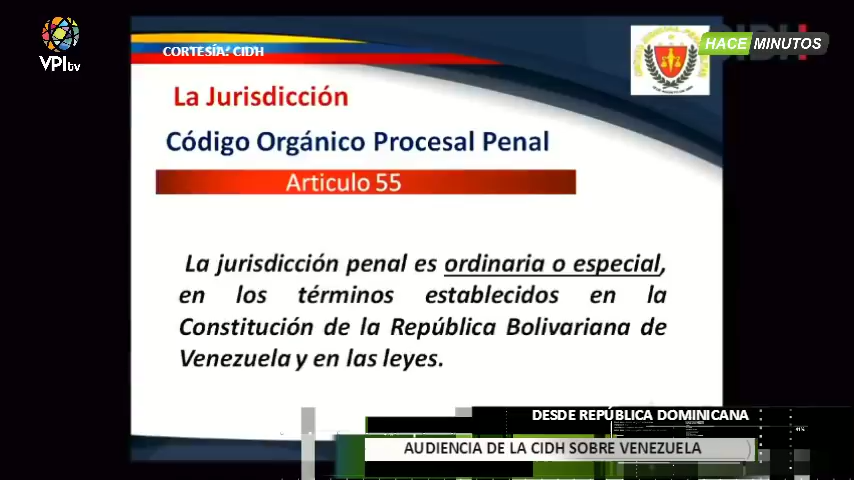 VPItv
CORTESÍA: CIDH
HACE MINUTOS
La Jurisdicción
Código Orgánico Procesal Penal
Articulo 55
La jurisdicción penal es ordinaria o especial,
en los términos establecidos en la
Constitución de la República Bolivariana de
Venezuela y en las leyes.
DESDE REPÚBLICA DOMINICANA
AUDIENCIA DE LA CIDH SOBRE VENEZUELA